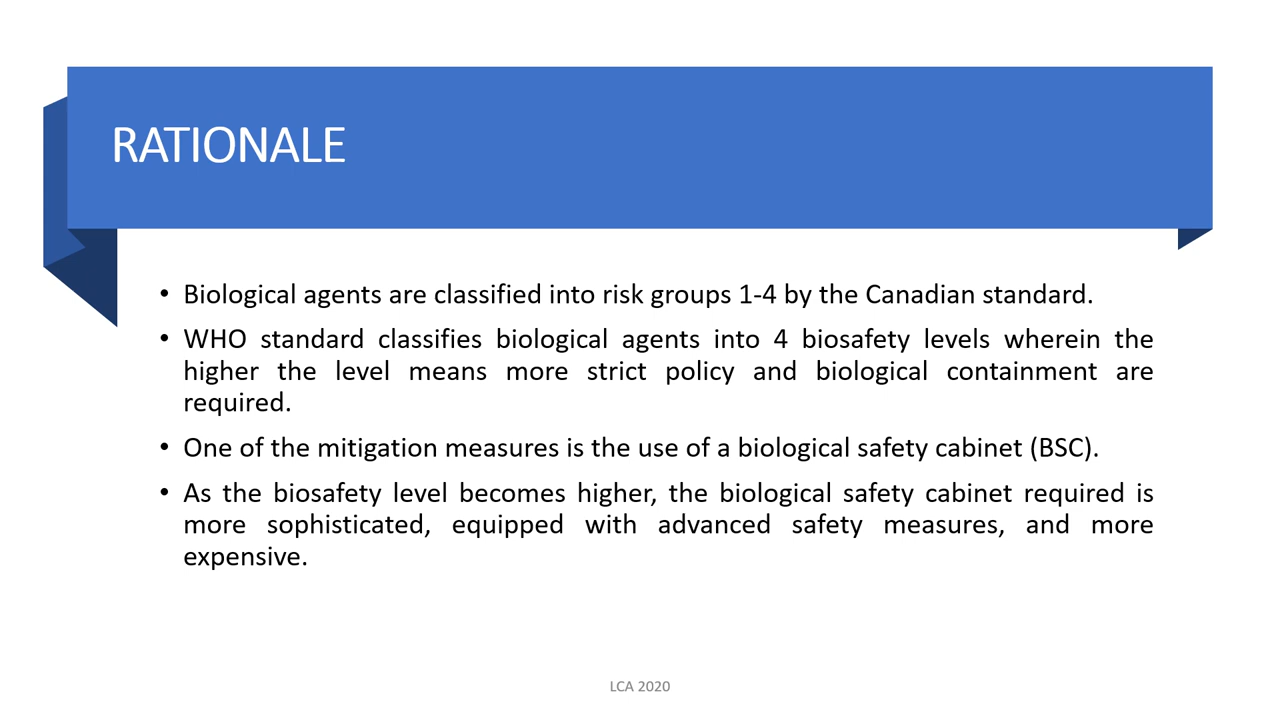 RATIONALE
• Biological agents are classified into risk groups 1-4 by the Canadian standard.
• WHO standard classifies biological agents into 4 biosafety levels wherein the
higher the level means more strict policy and biological containment are
required.
• One of the mitigation measures is the use of a biological safety cabinet (BSC).
• As the biosafety level becomes higher, the biological safety cabinet required is
more sophisticated, equipped with advanced safety measures, and more
expensive.
LCA 2020